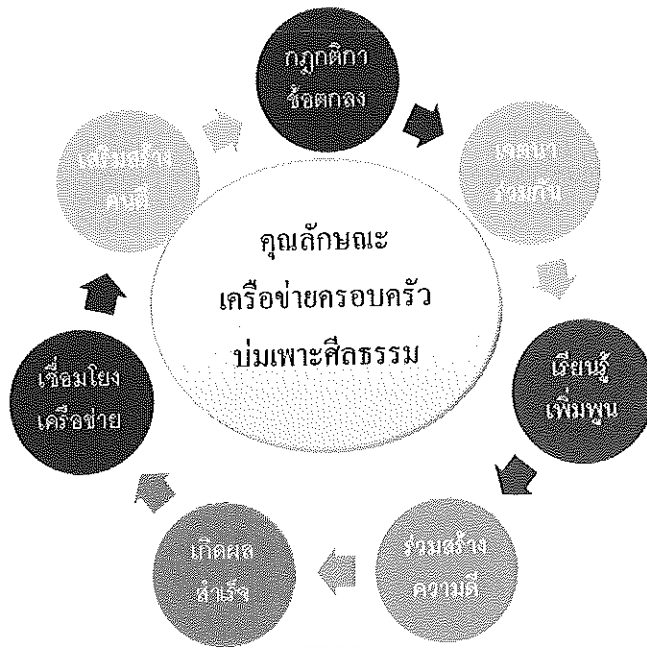 กฎกติกา
ข้อตกลง
เจตนา
ร่วมกัน
เรียนรู้
เพิ่มพูน
ร่วมสร้าง
ความดี
เกิดผล
สำเร็จ
เชื่อมโยง
เครือข่าย
เสริมสร้าง
คนดี
คุณลักษณะ
เครือข่ายครอบครัว
บ่มเพาะศีลธรรม